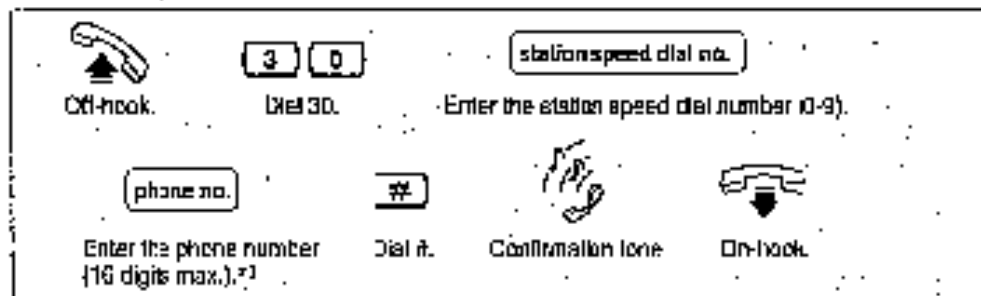 3 0 station speed dial no.
Off-hook. Dial 30. Enter the station speed dial number (0-9).
phone no. #
Enter the phone number Dial #. Confirmation tone On-hook.
(16 digits max.).*1